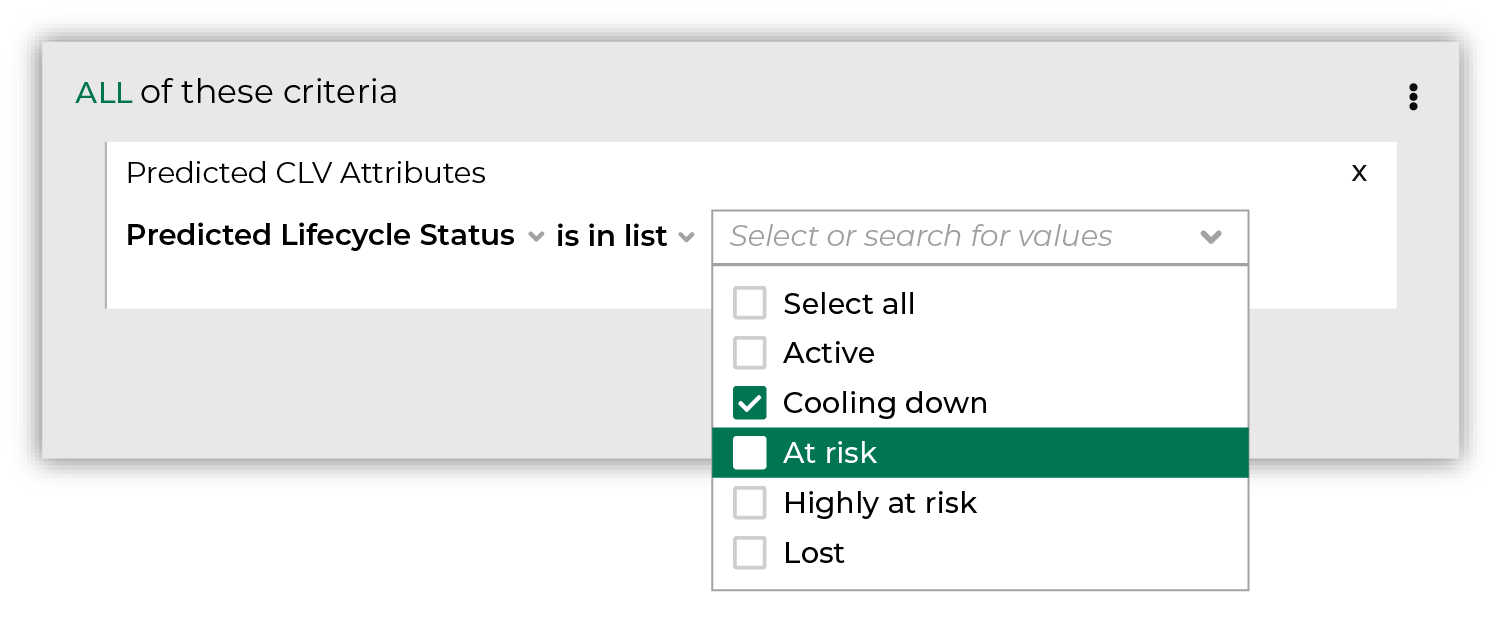 ALL of these criteria
Predicted CLV Attributes x
Predicted Lifecycle Status is in list Select or search for values
Select all
Active
Cooling down
At risk
Highly at risk
Lost